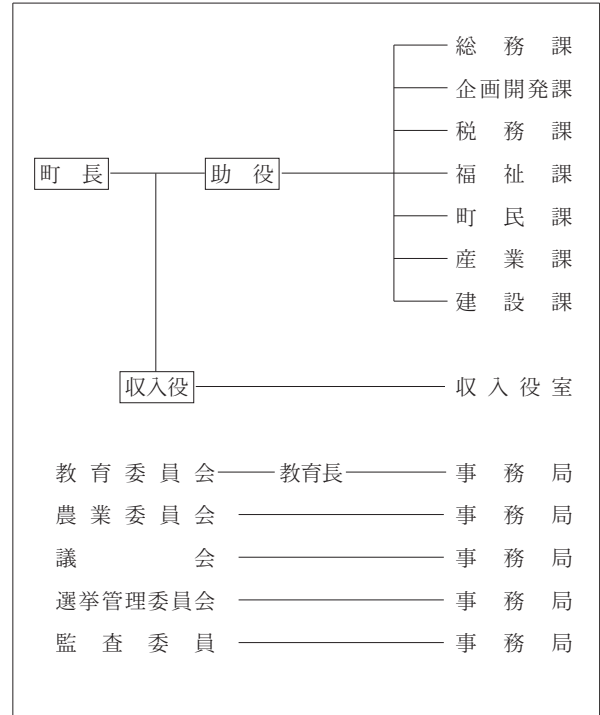 総務課
企画開発課
税務課
町長 助役 福祉課
町民課
産業課
建設課
収入役 収入役室
教育委員会 教育長 事務局
農業委員会 事務局
議会 事務局
選挙管理委員会 事務局
監査委員 事務局